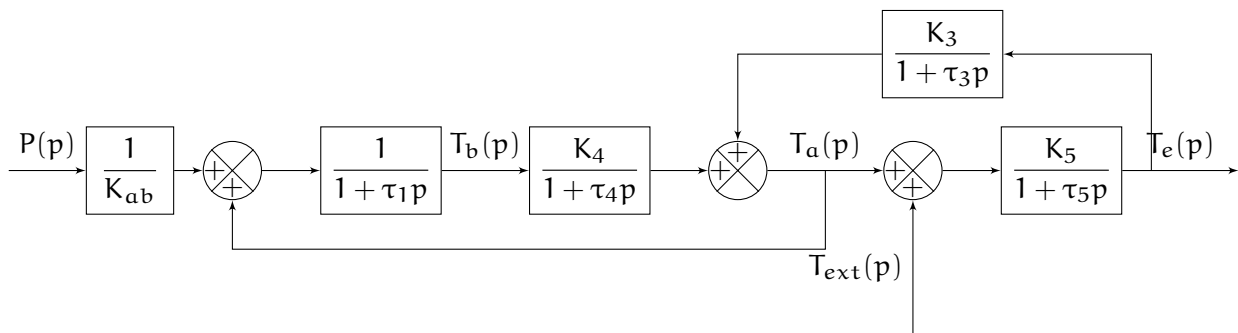 K₃
1 + τ₃p
P(p)
1
K_ab
+
+
1
1 + τ₁p
T_b(p)
K₄
1 + τ₄p
+
+
T_a(p)
+
+
K₅
1 + τ₅p
T_e(p)
T_ext(p)